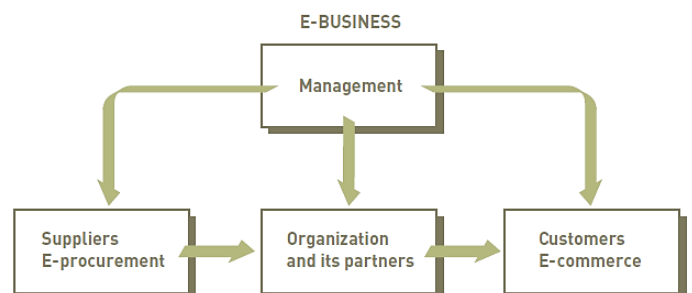 E-BUSINESS
Management
Suppliers
E-procurement
Organization
and its partners
Customers
E-commerce